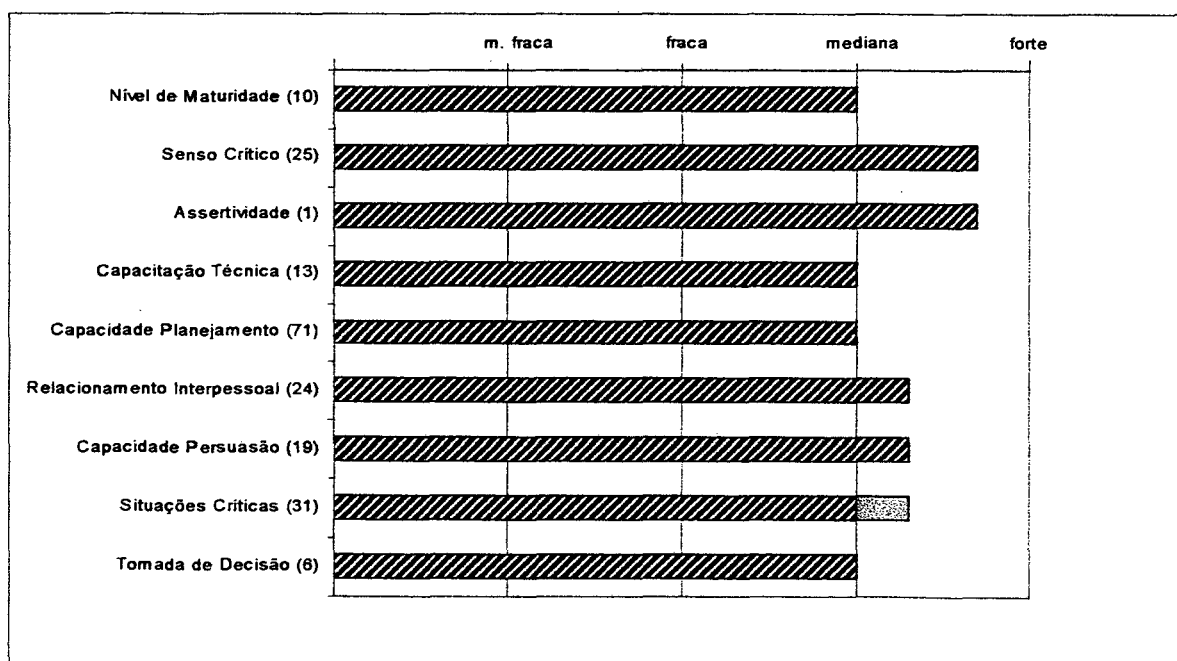 m. fraca fraca mediana forte
Nível de Maturidade (10)
Senso Crítico (25)
Assertividade (1)
Capacitação Técnica (13)
Capacidade Planejamento (71)
Relacionamento Interpessoal (24)
Capacidade Persuasão (19)
Situações Críticas (31)
Tomada de Decisão (6)